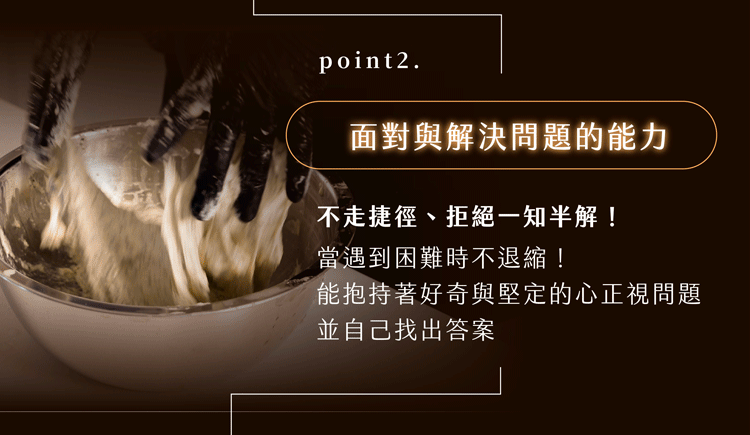 point2.
面對與解決問題的能力
不走捷徑、拒絕一知半解！
當遇到困難時不退縮！
能抱持著好奇與堅定的心正視問題
並自己找出答案